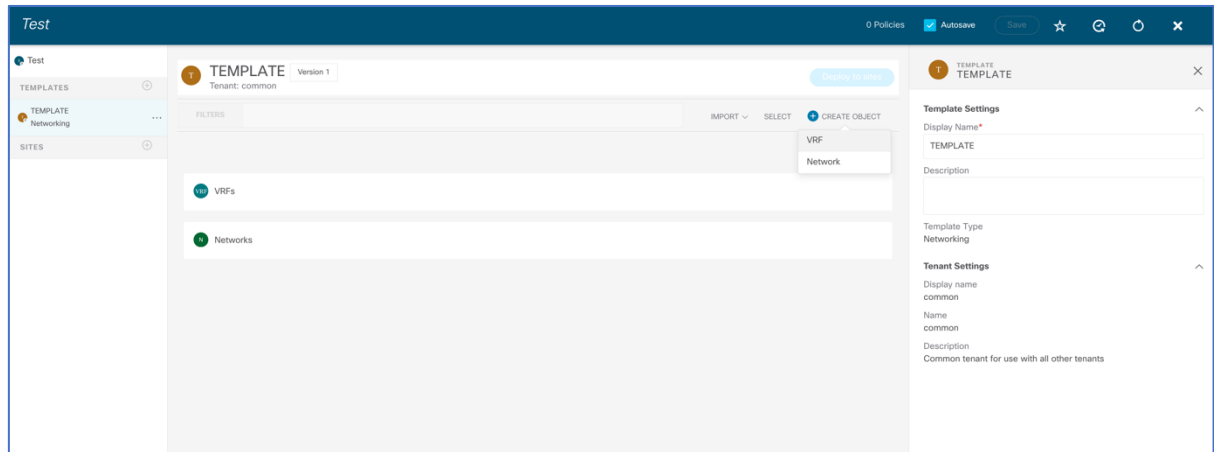 Test
0 Policies
Autosave
Save
Test
TEMPLATES
TEMPLATE
Networking
SITES
T
TEMPLATE
Version 1
Tenant: common
Deploy to sites
FILTERS
IMPORT
SELECT
CREATE OBJECT
VRF
Network
VRF
VRFs
N
Networks
T
TEMPLATE
TEMPLATE
Template Settings
Display Name*
TEMPLATE
Description
Template Type
Networking
Tenant Settings
Display name
common
Name
common
Description
Common tenant for use with all other tenants